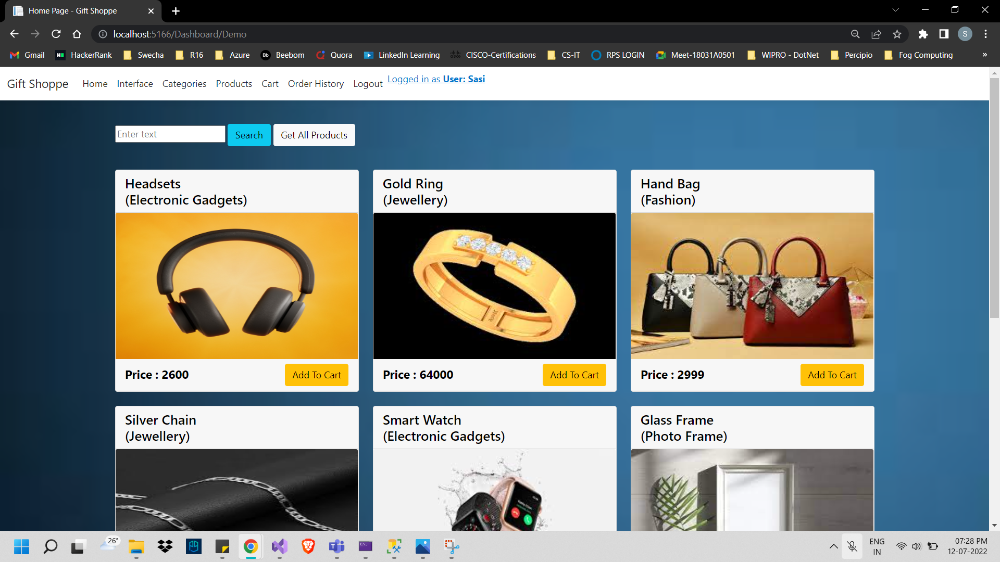 Home Page - Gift Shoppe
localhost:5166/Dashboard/Demo
S
Gmail
HackerRank
Swecha
R16
Azure
Bb
Beebom
Quora
LinkedIn Learning
CISCO-Certifications
CS-IT
RPS LOGIN
Meet-18031A0501
WIPRO - DotNet
Percipio
Fog Computing
»
Gift Shoppe
Home
Interface
Categories
Products
Cart
Order History
Logout
Logged in as User: Sasi
Enter text
Search
Get All Products
Headsets
(Electronic Gadgets)
Gold Ring
(Jewellery)
Hand Bag
(Fashion)
Price : 2600
Add To Cart
Price : 64000
Add To Cart
Price : 2999
Add To Cart
Silver Chain
(Jewellery)
Smart Watch
(Electronic Gadgets)
Glass Frame
(Photo Frame)
26°
ENG
IN
07:28 PM
12-07-2022